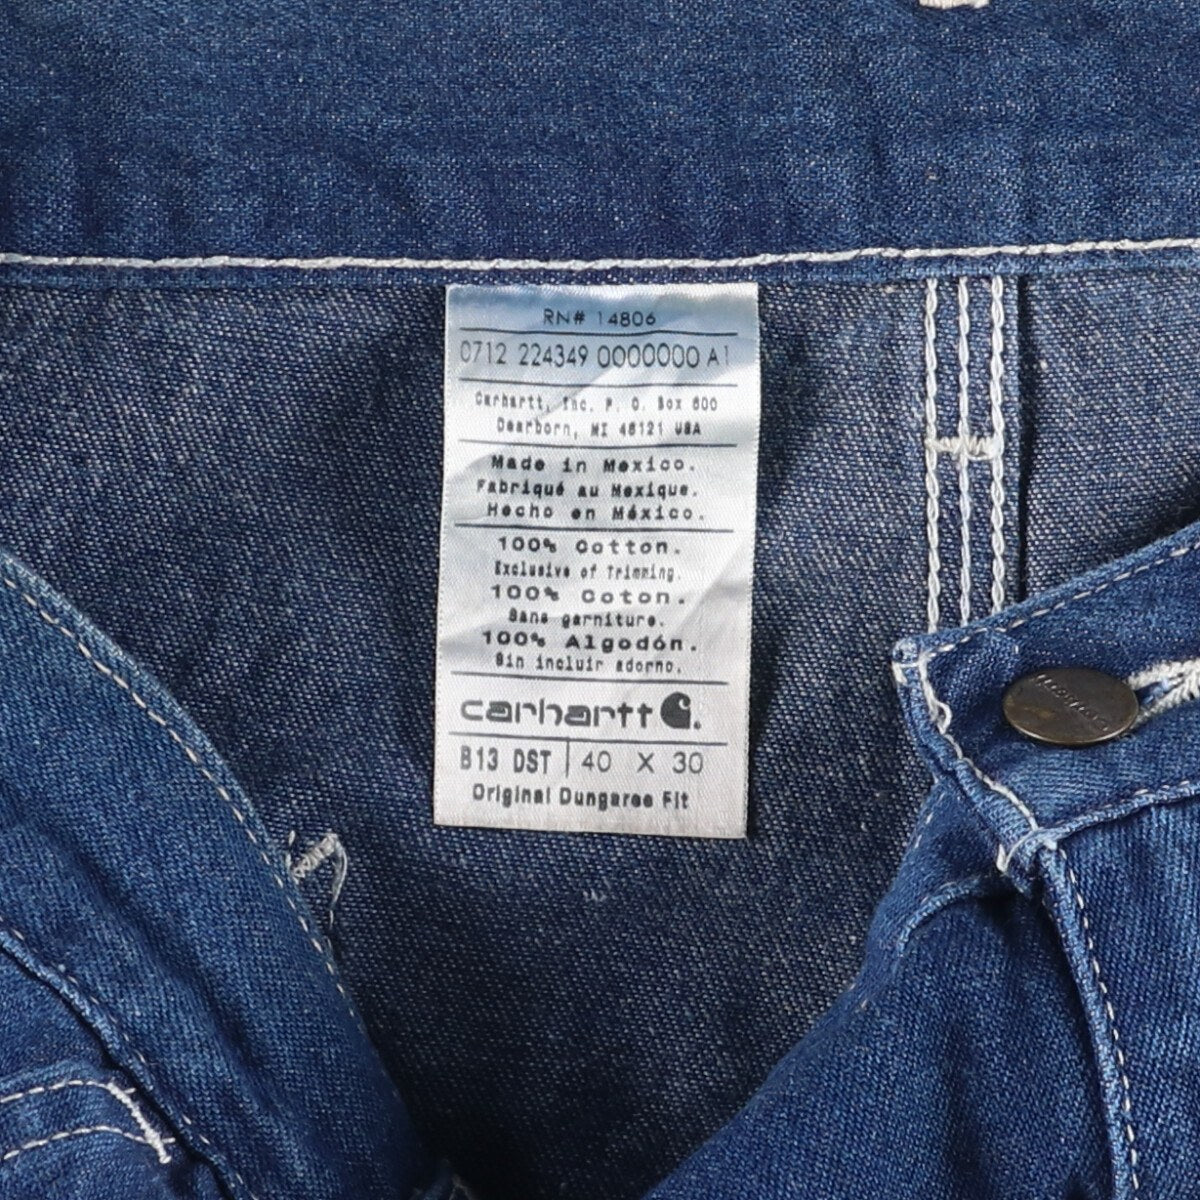 RN# 14806
0712 224349 0000000 A1
Carhartt, Inc. P. O. Box 600
Dearborn, MI 48121 USA
Made in Mexico.
Fabriqué au Mexique.
Hecho en México.
100% Cotton.
Exclusive of Trimming.
100% Coton.
Sans garniture.
100% Algodón.
Sin incluir adorno.
carhartt
B13 DST | 40 X 30
Original Dungaree Fit
Carhartt